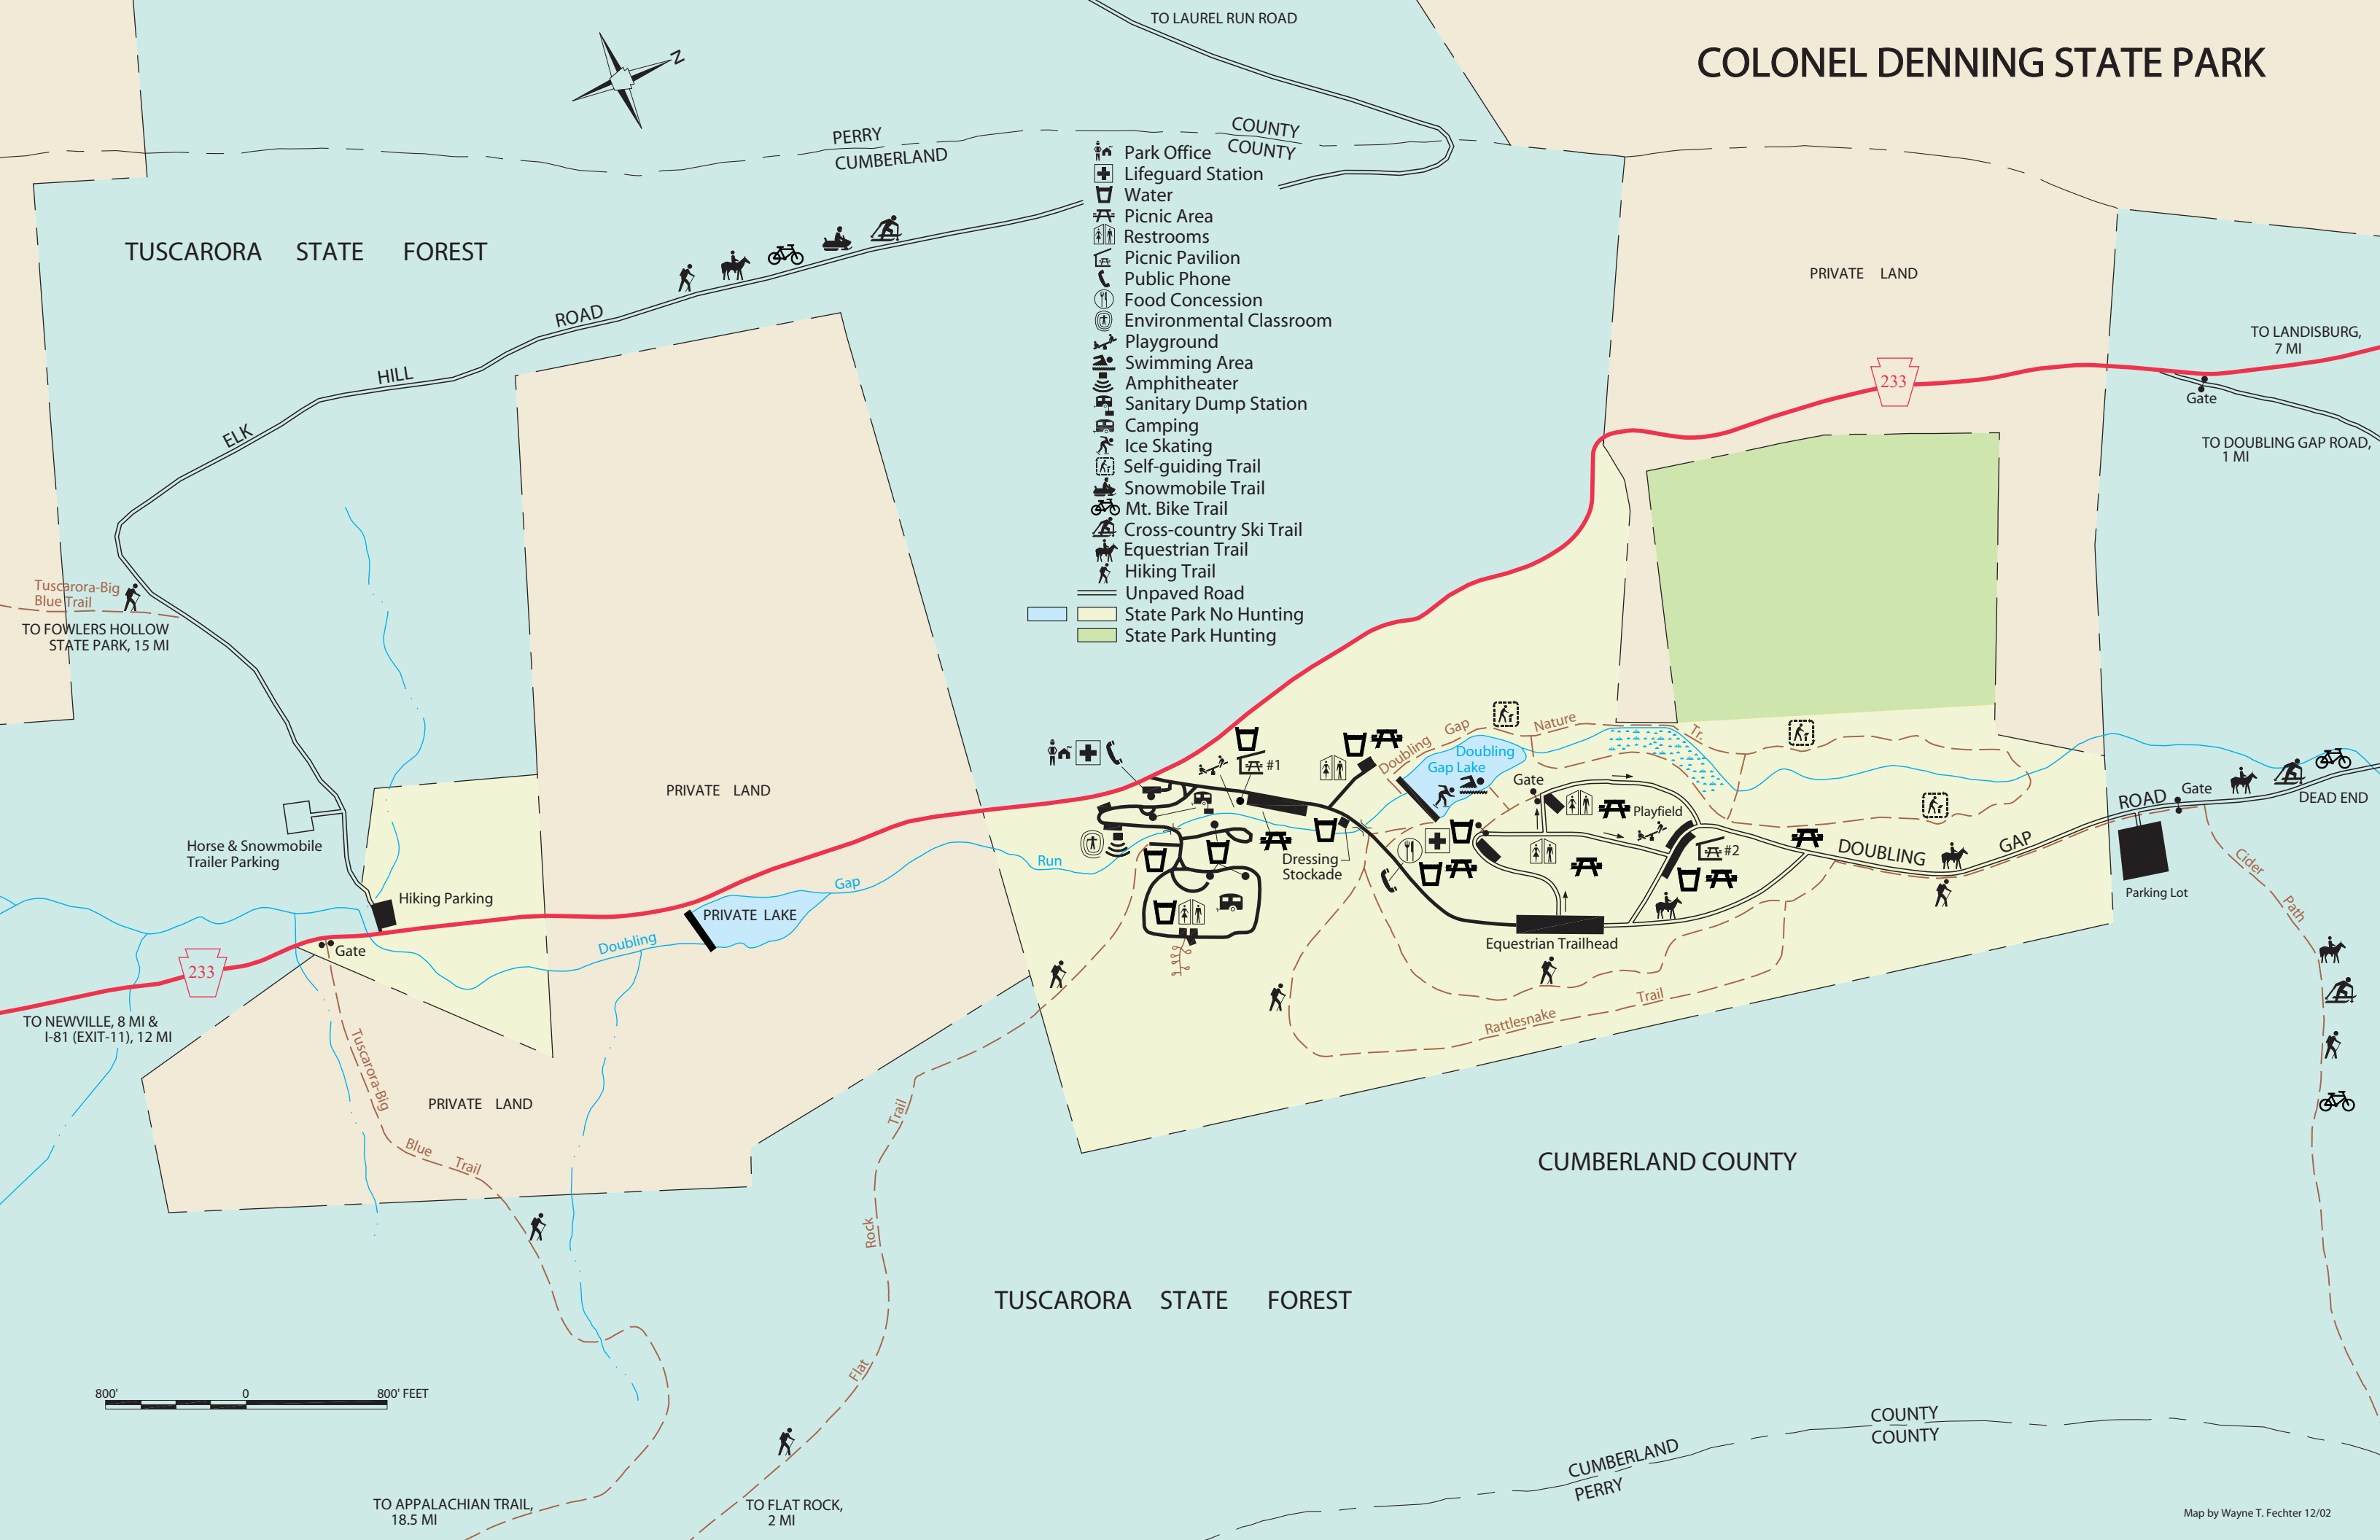 COLONEL DENNING STATE PARK
TO LAUREL RUN ROAD
N
PERRY
COUNTY
CUMBERLAND
COUNTY
Park Office
Lifeguard Station
Water
Picnic Area
Restrooms
Picnic Pavilion
Public Phone
Food Concession
Environmental Classroom
Playground
Swimming Area
Amphitheater
Sanitary Dump Station
Camping
Ice Skating
Self-guiding Trail
Snowmobile Trail
Mt. Bike Trail
Cross-country Ski Trail
Equestrian Trail
Hiking Trail
Unpaved Road
State Park No Hunting
State Park Hunting
TUSCARORA STATE FOREST
ELK HILL ROAD
PRIVATE LAND
TO LANDISBURG,
7 MI
233
Gate
TO DOUBLING GAP ROAD,
1 MI
Tuscarora-Big
Blue Trail
TO FOWLERS HOLLOW
STATE PARK, 15 MI
Horse & Snowmobile
Trailer Parking
Hiking Parking
Gate
233
TO NEWVILLE, 8 MI &
I-81 (EXIT-11), 12 MI
PRIVATE LAND
PRIVATE LAKE
Doubling Gap Run
#1
Doubling Gap Nature Tr.
Doubling
Gap Lake
Gate
Playfield
#2
Dressing
Stockade
Equestrian Trailhead
DOUBLING GAP ROAD
Gate
DEAD END
Parking Lot
Cider Path
Rattlesnake Trail
Tuscarora-Big Blue Trail
PRIVATE LAND
Flat Rock Trail
CUMBERLAND COUNTY
TUSCARORA STATE FOREST
800' 0 800' FEET
TO APPALACHIAN TRAIL,
18.5 MI
TO FLAT ROCK,
2 MI
CUMBERLAND
COUNTY
PERRY
COUNTY
Map by Wayne T. Fechter 12/02